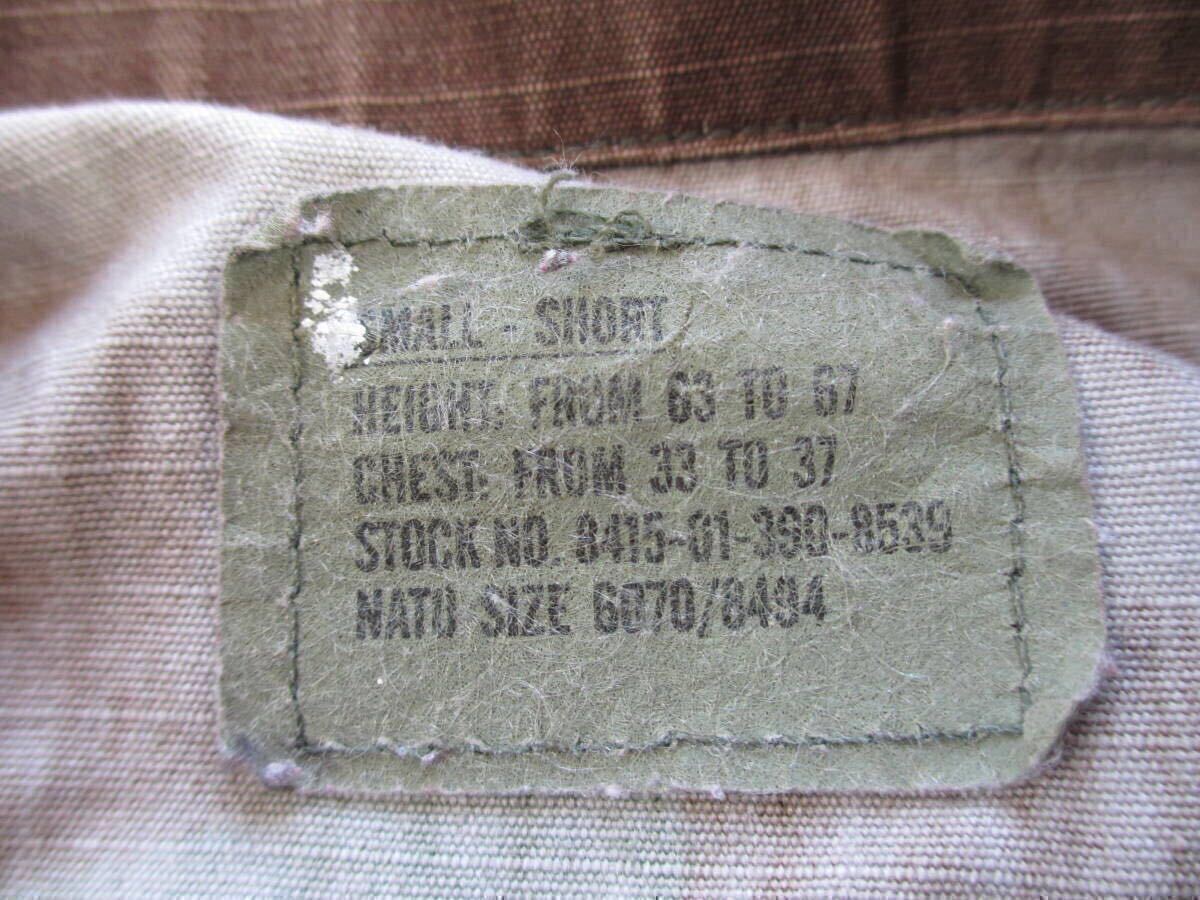 SMALL - SHORT
HEIGHT: FROM 63 TO 67
CHEST: FROM 33 TO 37
STOCK NO. 8415-01-390-8539
NATO SIZE 6070/8494